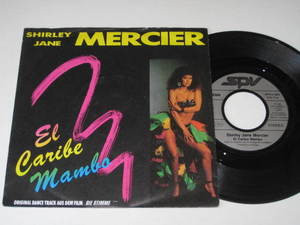 SHIRLEY
JANE MERCIER
El
Caribe
Mambo
ORIGINAL DANCE TRACK AUS DEM FILM DIE STIMME
SPV
Shirley Jane Mercier
El Caribe Mambo